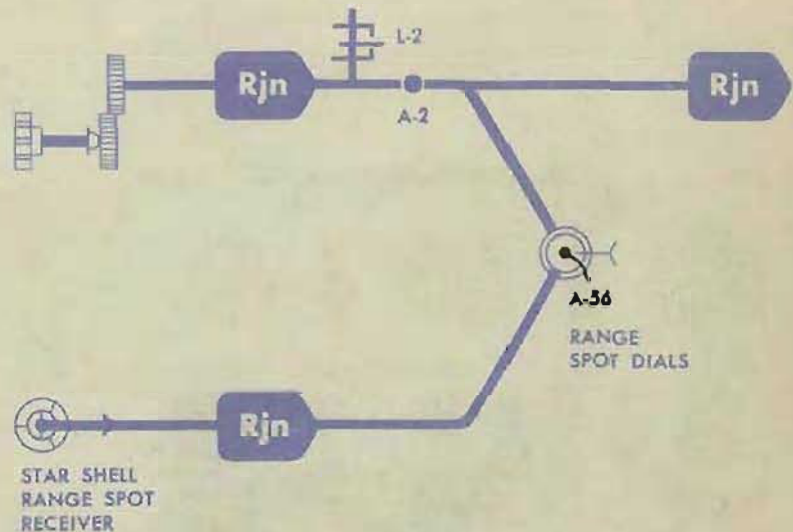 L-2
Rjn
Rjn
A-2
A-56
RANGE
SPOT DIALS
Rjn
STAR SHELL
RANGE SPOT
RECEIVER